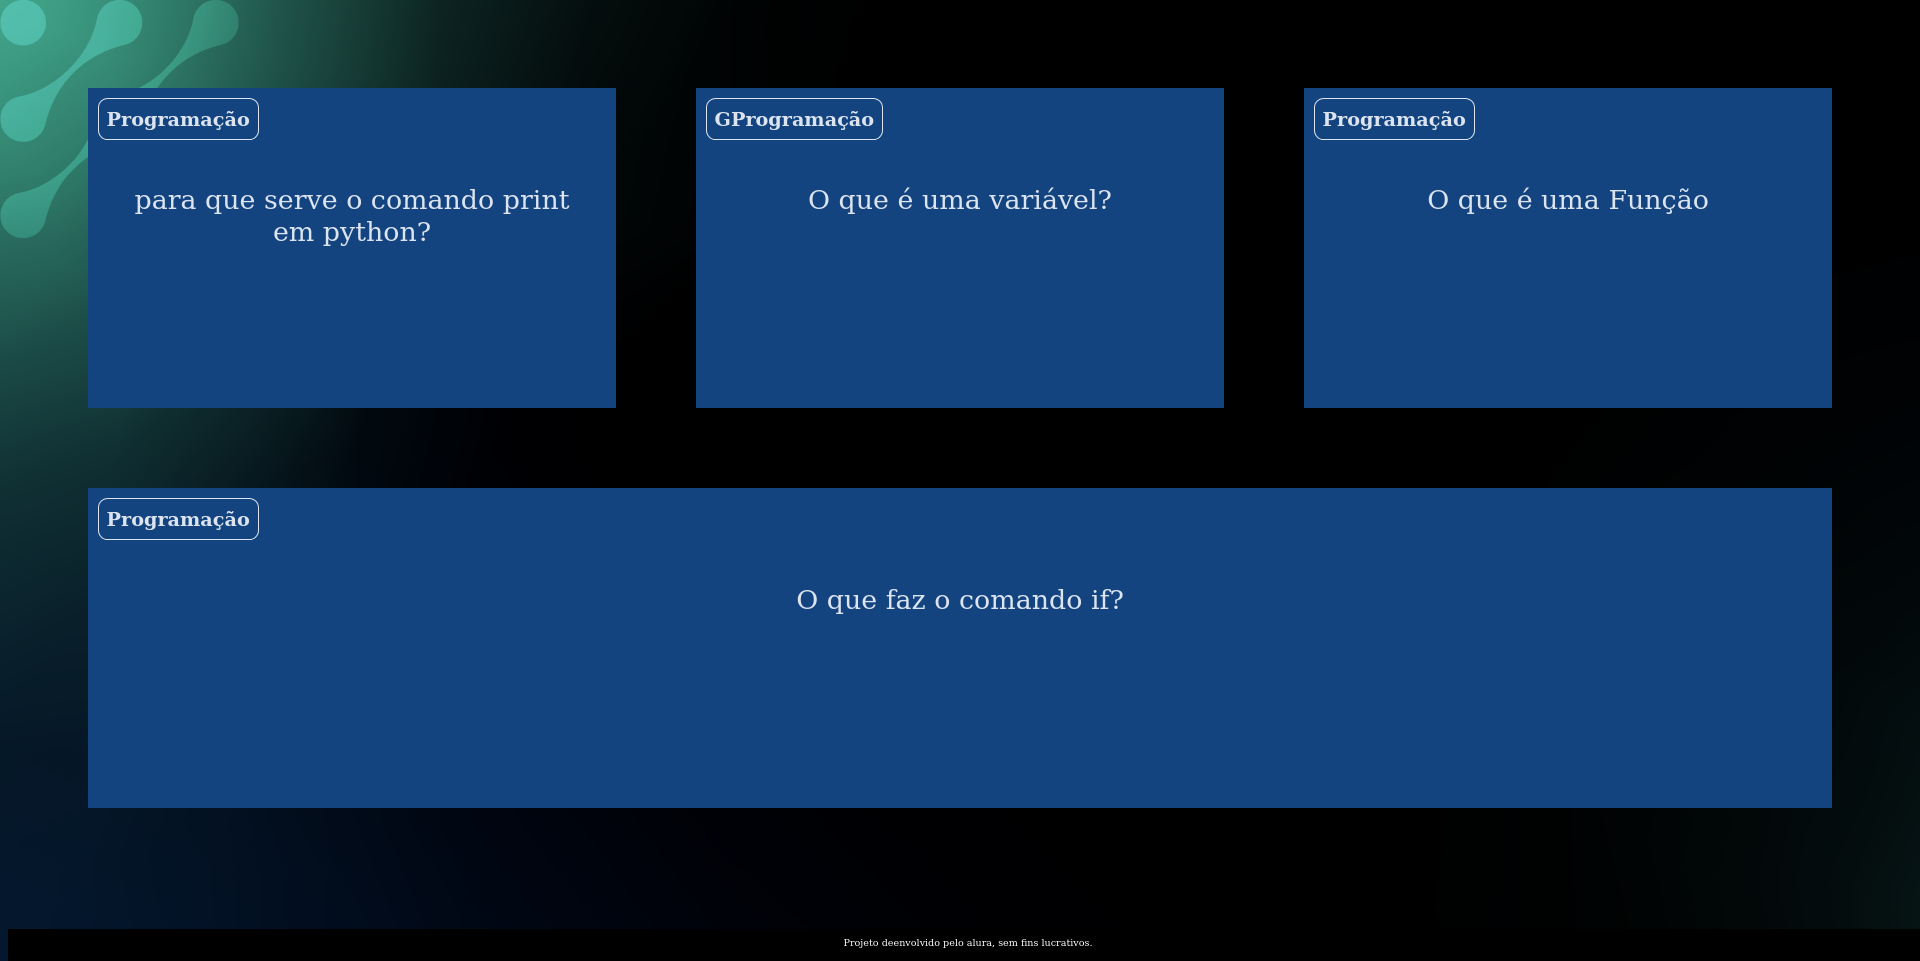 Programação
para que serve o comando print
em python?
GProgramação
O que é uma variável?
Programação
O que é uma Função
Programação
O que faz o comando if?
Projeto deenvolvido pelo alura, sem fins lucrativos.